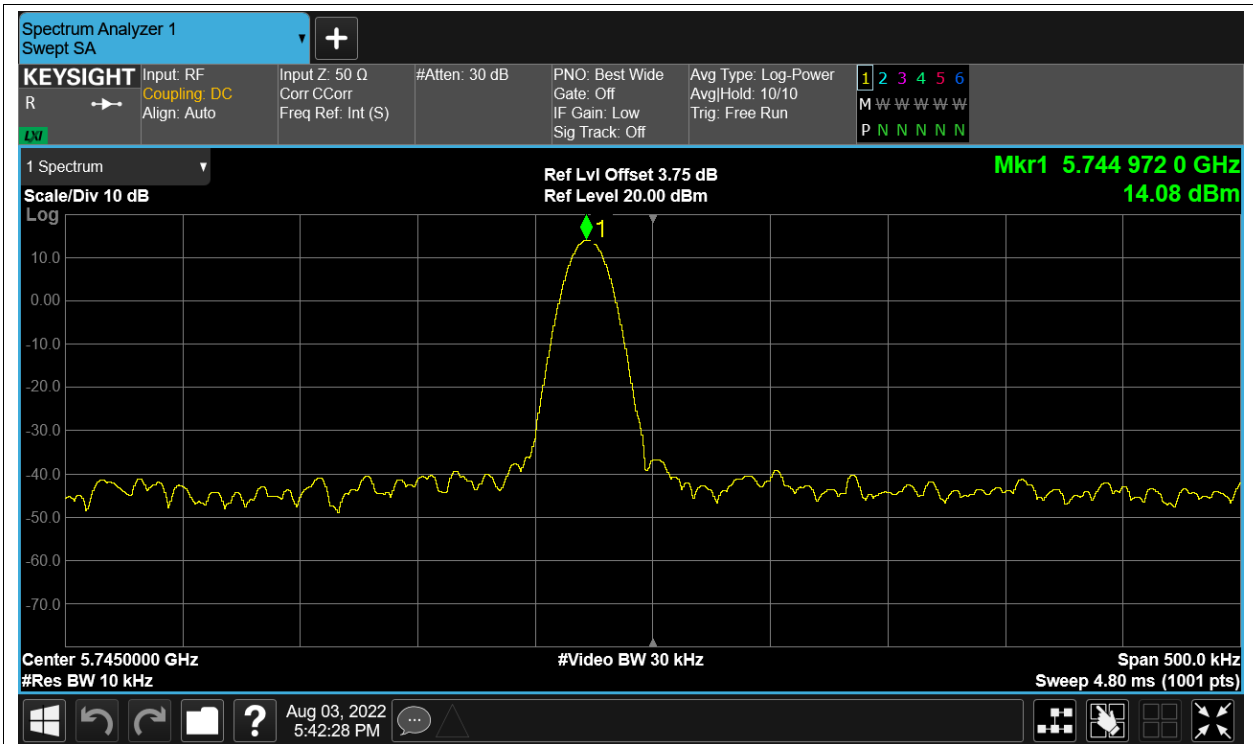 Spectrum Analyzer 1
Swept SA
KEYSIGHT
R
LXI
Input: RF
Coupling: DC
Align: Auto
Input Z: 50 Ω
Corr CCorr
Freq Ref: Int (S)
#Atten: 30 dB
PNO: Best Wide
Gate: Off
IF Gain: Low
Sig Track: Off
Avg Type: Log-Power
Avg|Hold: 10/10
Trig: Free Run
1 2 3 4 5 6
M W W W W W
P N N N N N
1 Spectrum
Scale/Div 10 dB
Ref Lvl Offset 3.75 dB
Ref Level 20.00 dBm
Mkr1 5.744 972 0 GHz
14.08 dBm
Log
1
10.0
0.00
-10.0
-20.0
-30.0
-40.0
-50.0
-60.0
-70.0
Center 5.7450000 GHz
#Video BW 30 kHz
Span 500.0 kHz
#Res BW 10 kHz
Sweep 4.80 ms (1001 pts)
?
Aug 03, 2022
5:42:28 PM